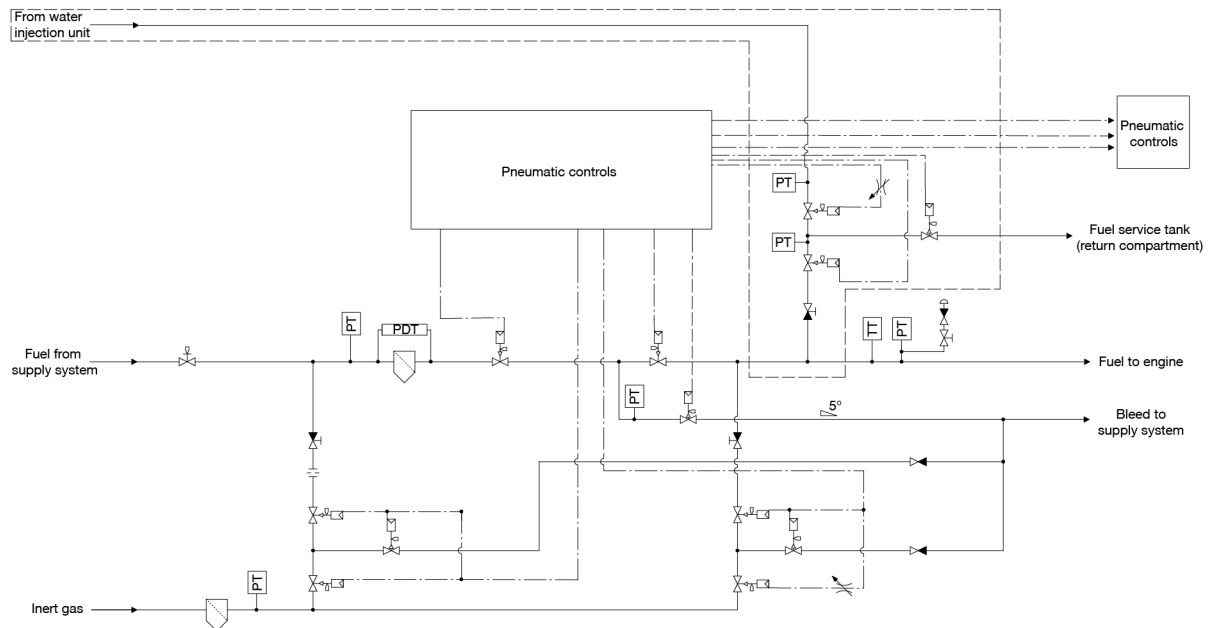 From water
injection unit
Pneumatic
controls
Pneumatic controls
PT
Fuel service tank
(return compartment)
PT
PT
PDT
TT
PT
Fuel from
supply system
Fuel to engine
PT
5°
Bleed to
supply system
PT
Inert gas